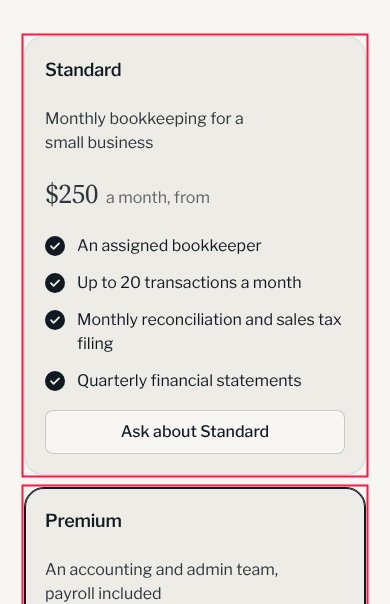 Standard
Monthly bookkeeping for a
small business
$250 a month, from
An assigned bookkeeper
Up to 20 transactions a month
Monthly reconciliation and sales tax
filing
Quarterly financial statements
Ask about Standard
Premium
An accounting and admin team,
payroll included